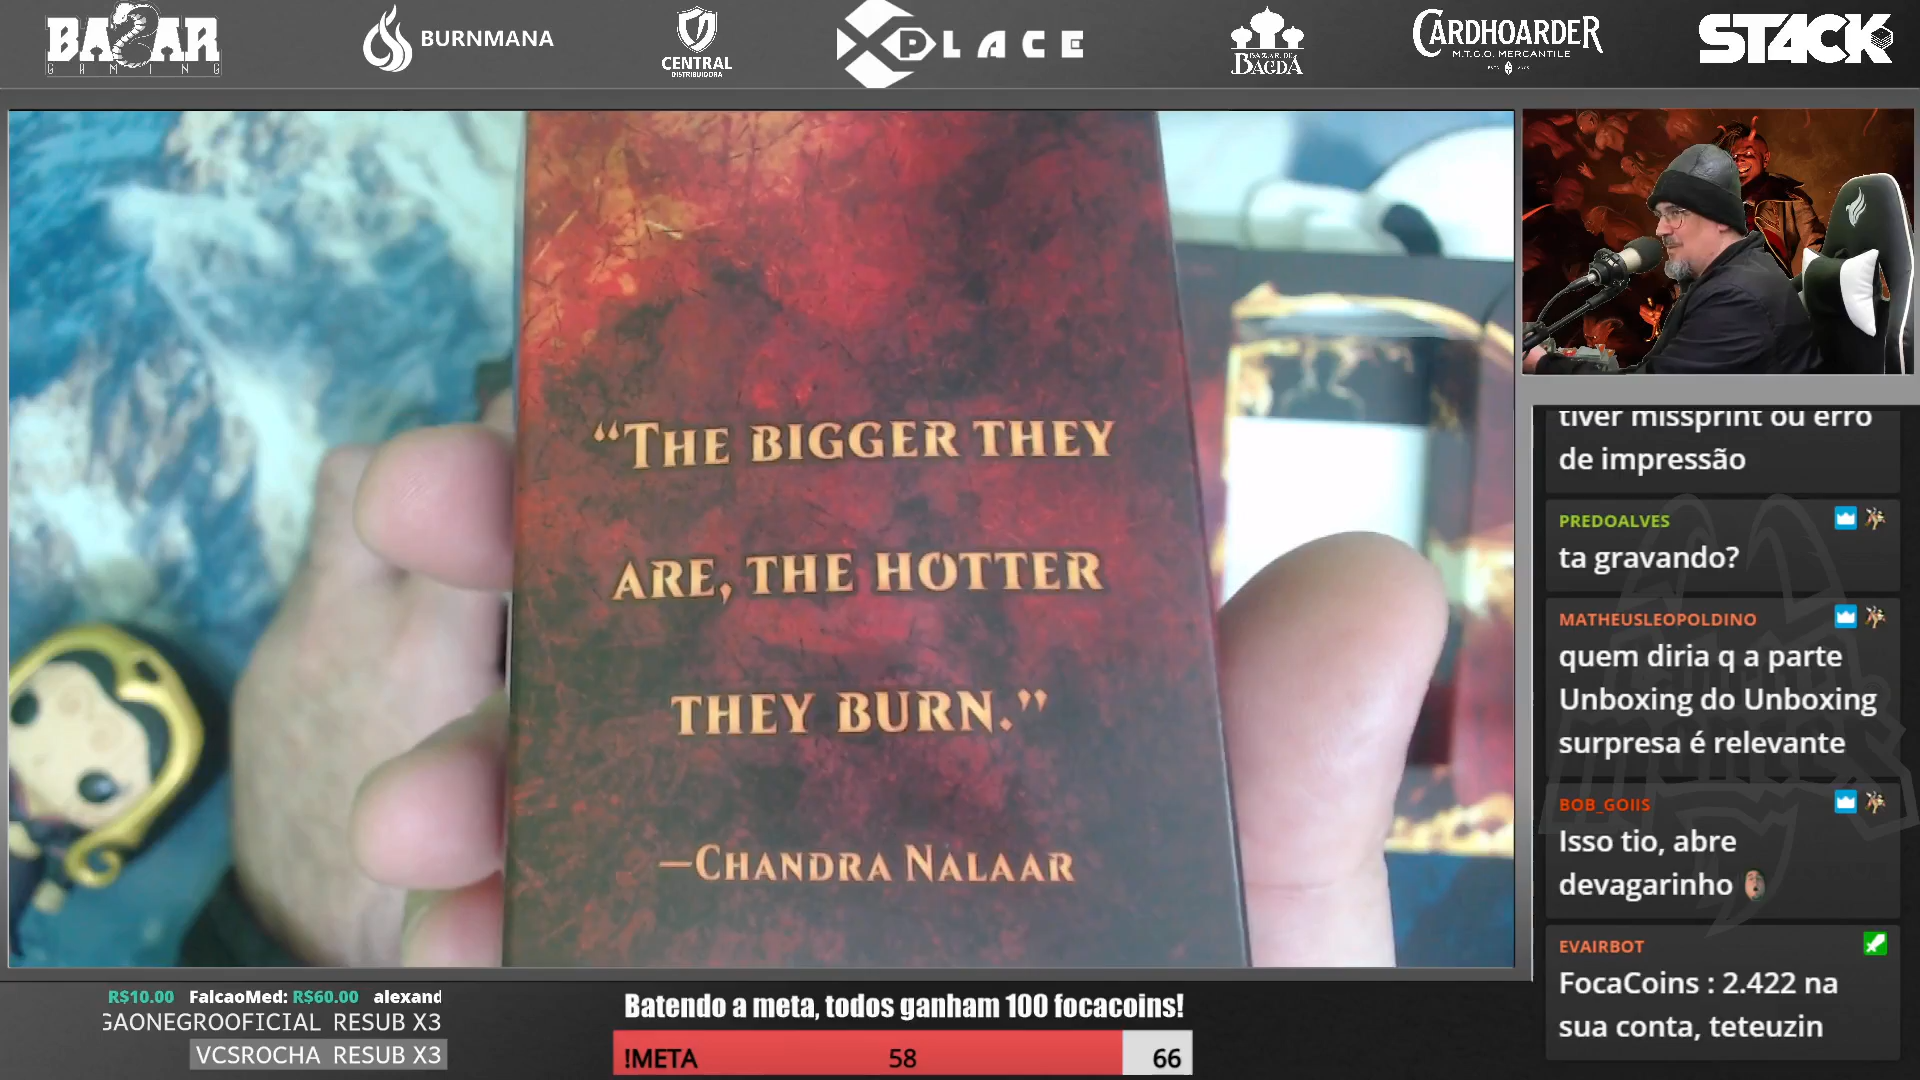 BAZAR
GAMING
BURNMANA
CENTRAL
DISTRIBUIDORA
XPLACE
BAZAR DE
BAGDÁ
CARDHOARDER
M.T.G.O. MERCANTILE
ST4CK
“THE BIGGER THEY
ARE, THE HOTTER
THEY BURN.”
—CHANDRA NALAAR
tiver missprint ou erro
de impressão
PREDOALVES
ta gravando?
MATHEUSLEOPOLDINO
quem diria q a parte
Unboxing do Unboxing
surpresa é relevante
BOB_GOIIS
Isso tio, abre
devagarinho
EVAIRBOT
FocaCoins : 2.422 na
sua conta, teteuzin
R$10.00 FalcaoMed: R$60.00 alexand
GAONEGROOFICIAL RESUB X3
VCSROCHA RESUB X3
Batendo a meta, todos ganham 100 focacoins!
!META 58 66